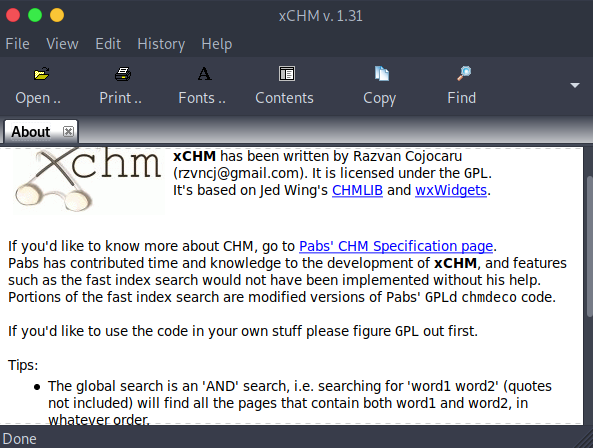 xCHM v. 1.31
File View Edit History Help
Open .. Print .. Fonts .. Contents Copy Find
About
xchm
xCHM has been written by Razvan Cojocaru
(rzvncj@gmail.com). It is licensed under the GPL.
It's based on Jed Wing's CHMLIB and wxWidgets.
If you'd like to know more about CHM, go to Pabs' CHM Specification page.
Pabs has contributed time and knowledge to the development of xCHM, and features
such as the fast index search would not have been implemented without his help.
Portions of the fast index search are modified versions of Pabs' GPLd chmdeco code.
If you'd like to use the code in your own stuff please figure GPL out first.
Tips:
• The global search is an 'AND' search, i.e. searching for 'word1 word2' (quotes
not included) will find all the pages that contain both word1 and word2, in
whatever order.
Done